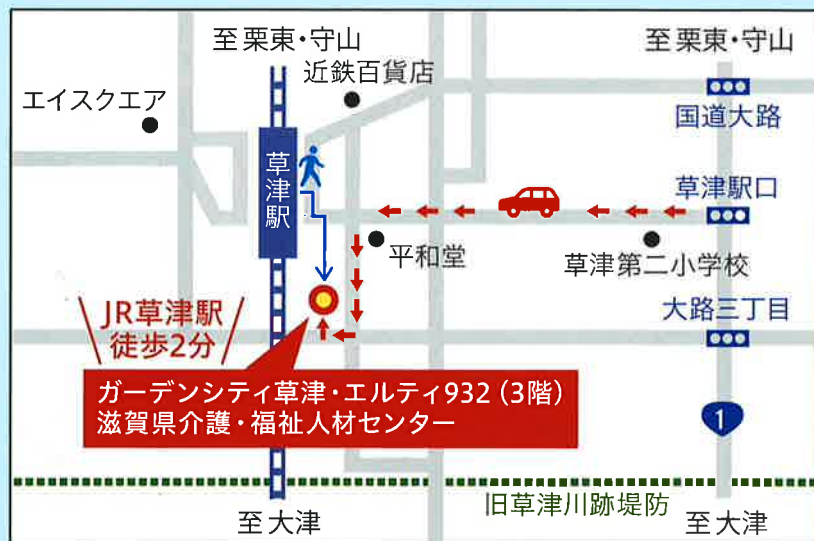 至栗東・守山
至栗東・守山
近鉄百貨店
エイスクエア
国道大路
草津駅
草津駅口
平和堂
草津第二小学校
JR草津駅
徒歩2分
大路三丁目
ガーデンシティ草津・エルティ932（3階）
滋賀県介護・福祉人材センター
1
旧草津川跡堤防
至大津
至大津